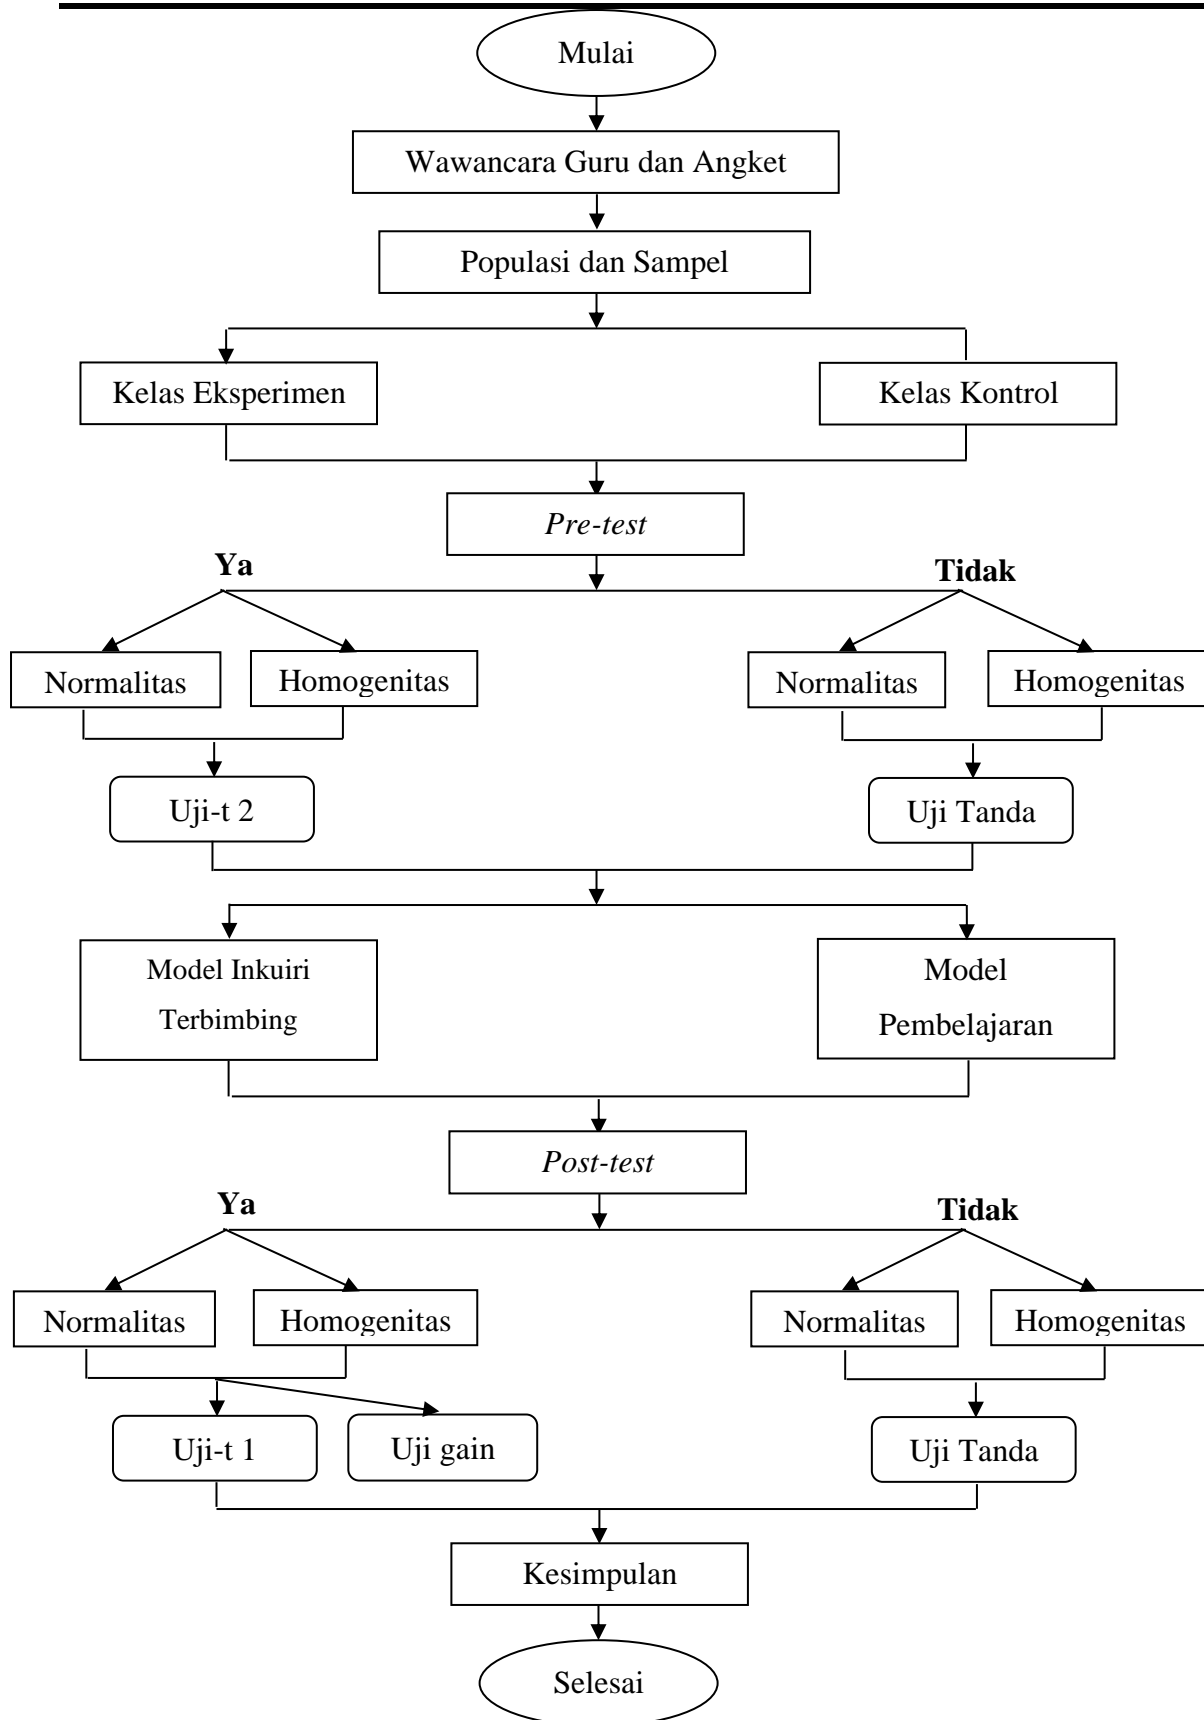 Mulai
Wawancara Guru dan Angket
Populasi dan Sampel
Kelas Eksperimen
Kelas Kontrol
Pre-test
Ya
Tidak
Normalitas
Homogenitas
Normalitas
Homogenitas
Uji-t 2
Uji Tanda
Model Inkuiri
Terbimbing
Model
Pembelajaran
Post-test
Ya
Tidak
Normalitas
Homogenitas
Normalitas
Homogenitas
Uji-t 1
Uji gain
Uji Tanda
Kesimpulan
Selesai